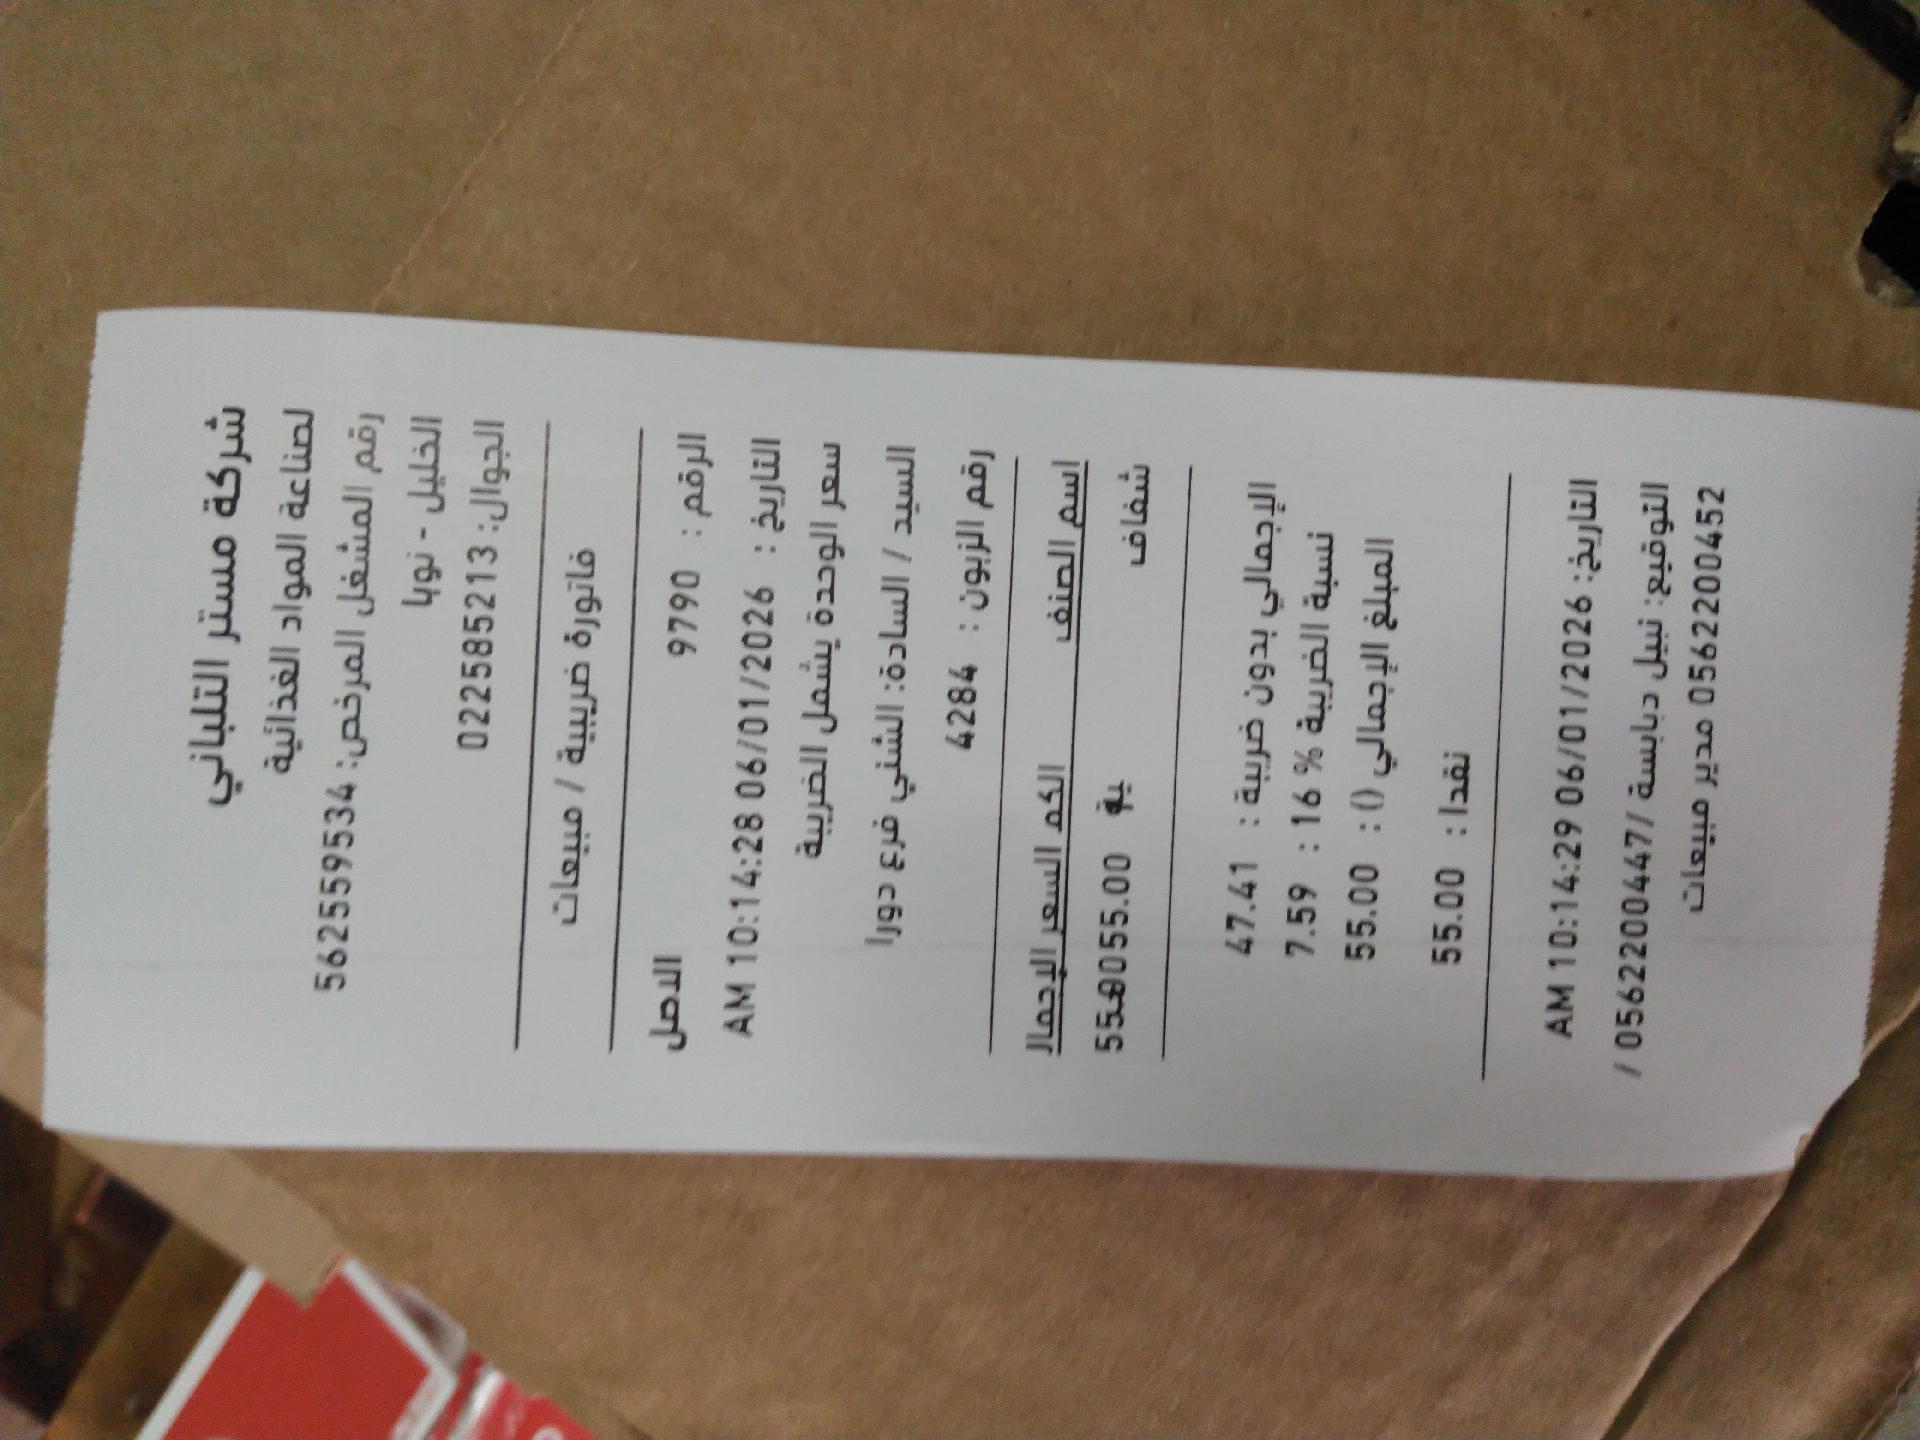 شركة مستر التلباني
لصناعة المواد الغذائية
رقم المشغل المرخص: 562559534
الخليل - نوبا
الجوال: 022585213
فاتورة ضريبية / مبيعات
الرقم : 9790 الاصل
التاريخ : 06/01/2026 10:14:28 AM
سعر الوحدة يشمل الضريبة
السيد / السادة: الشني فرع دورا
رقم الزبون : 4284
اسم الصنف الكم السعر الإجمال
شفاف 55.00
الإجمالي بدون ضريبة : 47.41
نسبة الضريبة % 16 : 7.59
المبلغ الإجمالي () : 55.00
نقدا : 55.00
التاريخ: 06/01/2026 10:14:29 AM
التوقيع: نبيل دبابسة /0562200447 /
0562200452 مدير مبيعات